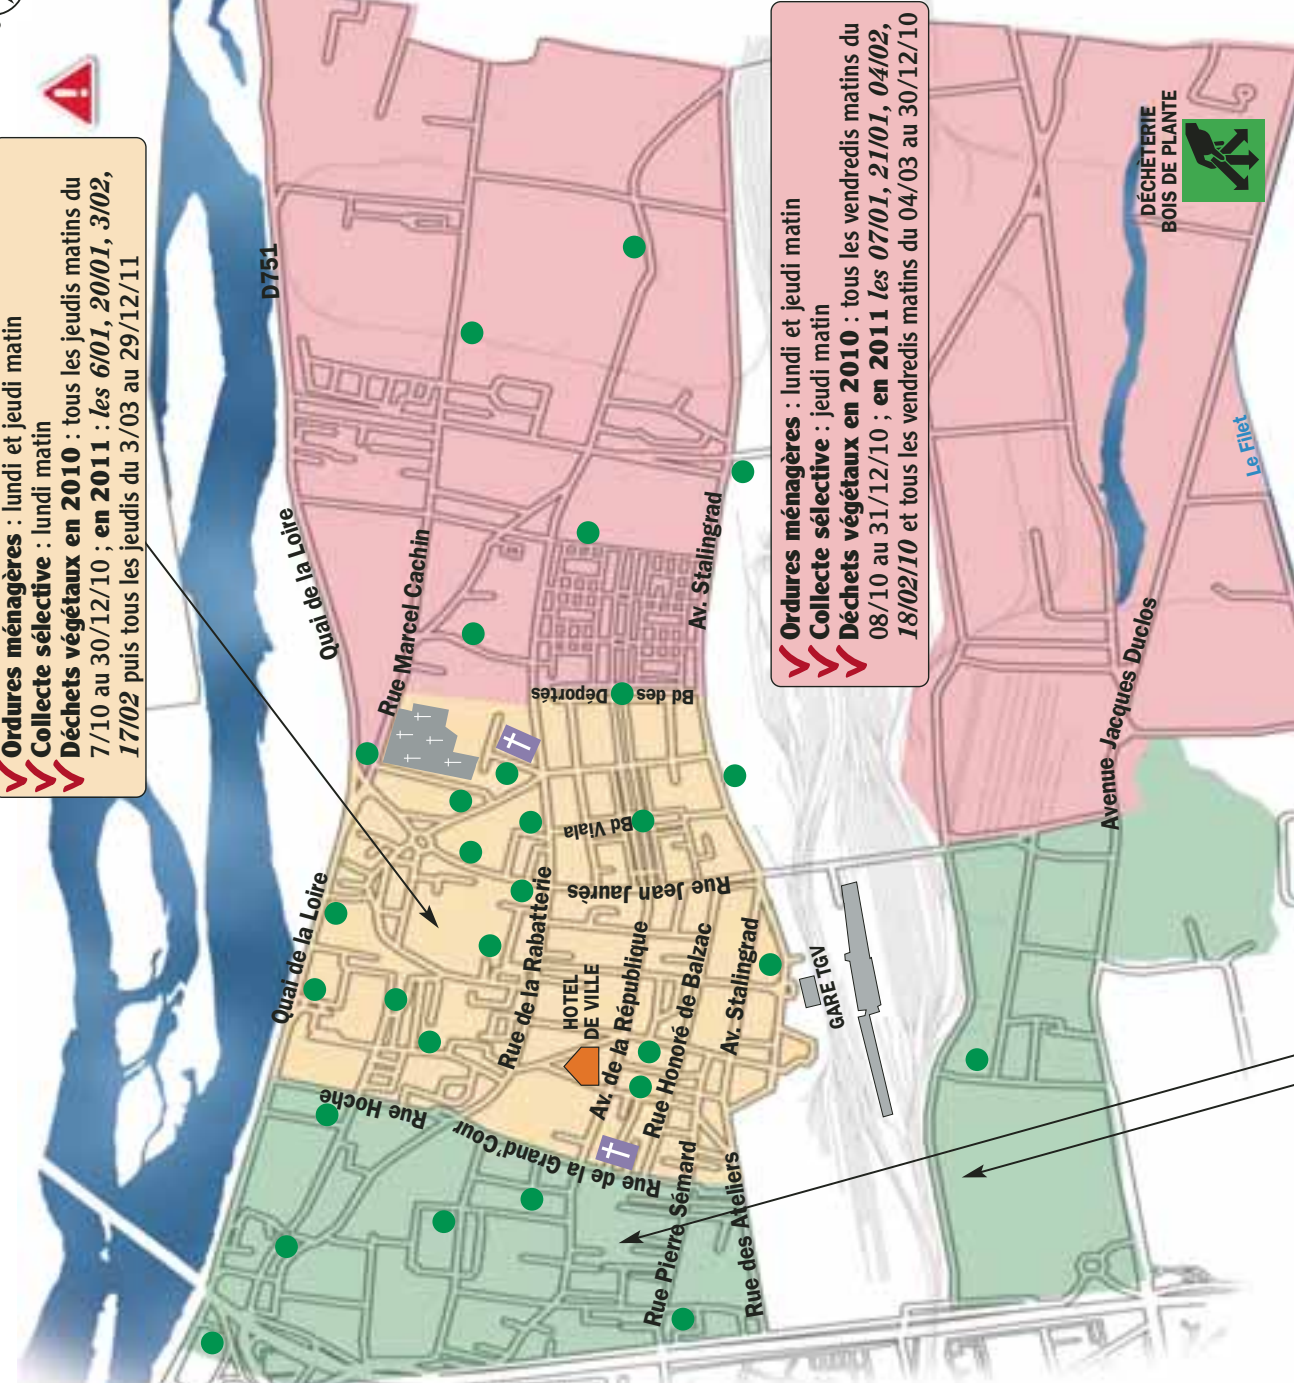 Ordures ménagères : lundi et jeudi matin
Collecte sélective : lundi matin
Déchets végétaux en 2010 : tous les jeudis matins du
7/10 au 30/12/10 ; en 2011 : les 6/01, 20/01, 3/02,
17/02 puis tous les jeudis du 3/03 au 29/12/11
Ordures ménagères : lundi et jeudi matin
Collecte sélective : jeudi matin
Déchets végétaux en 2010 : tous les vendredis matins du
08/10 au 31/12/10 ; en 2011 les 07/01, 21/01, 04/02,
18/02/10 et tous les vendredis matins du 04/03 au 30/12/10
D751
Quai de la Loire
Rue Marcel Cachin
Av. Stalingrad
Bd des Déportés
Bd Viala
Rue Jean Jaurès
Quai de la Loire
Rue de la Rabatterie
HOTEL
DE VILLE
Av. de la République
Rue Honoré de Balzac
Av. Stalingrad
GARE TGV
Rue Hoche
Rue de la Grand'Cour
Rue Pierre Sémard
Rue des Ateliers
Avenue Jacques Duclos
DÉCHÈTERIE
BOIS DE PLANTE
Le Filet